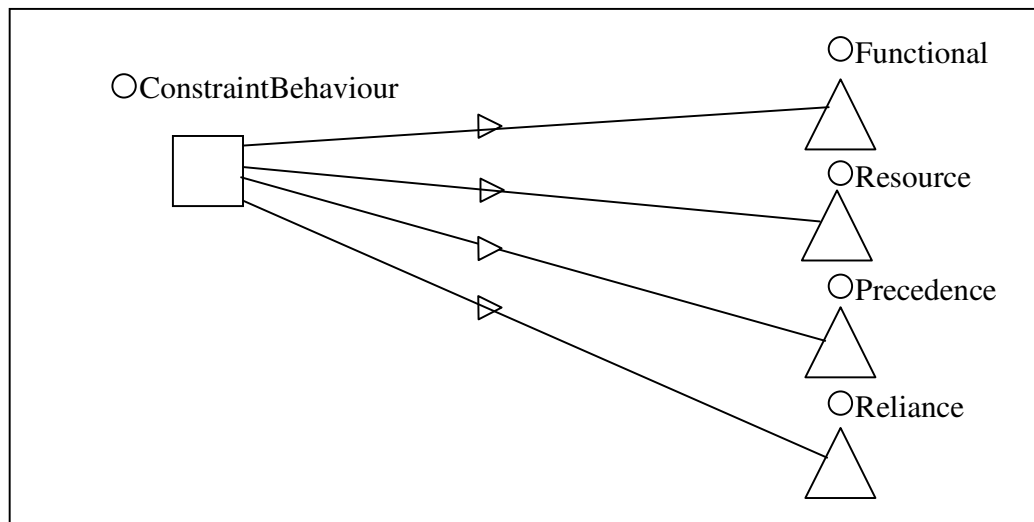 ConstraintBehaviour
Functional
Resource
Precedence
Reliance